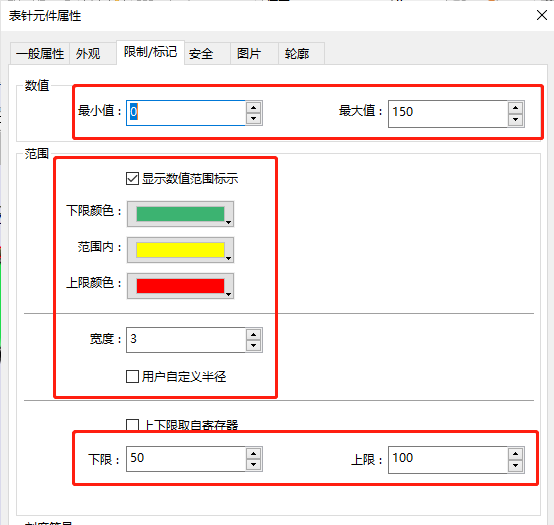 表针元件属性
一般属性 外观 限制/标记 安全 图片 轮廓
数值
最小值： 0 最大值： 150
范围
显示数值范围标示
下限颜色：
范围内：
上限颜色：
宽度： 3
用户自定义半径
上下限取自寄存器
下限： 50 上限： 100